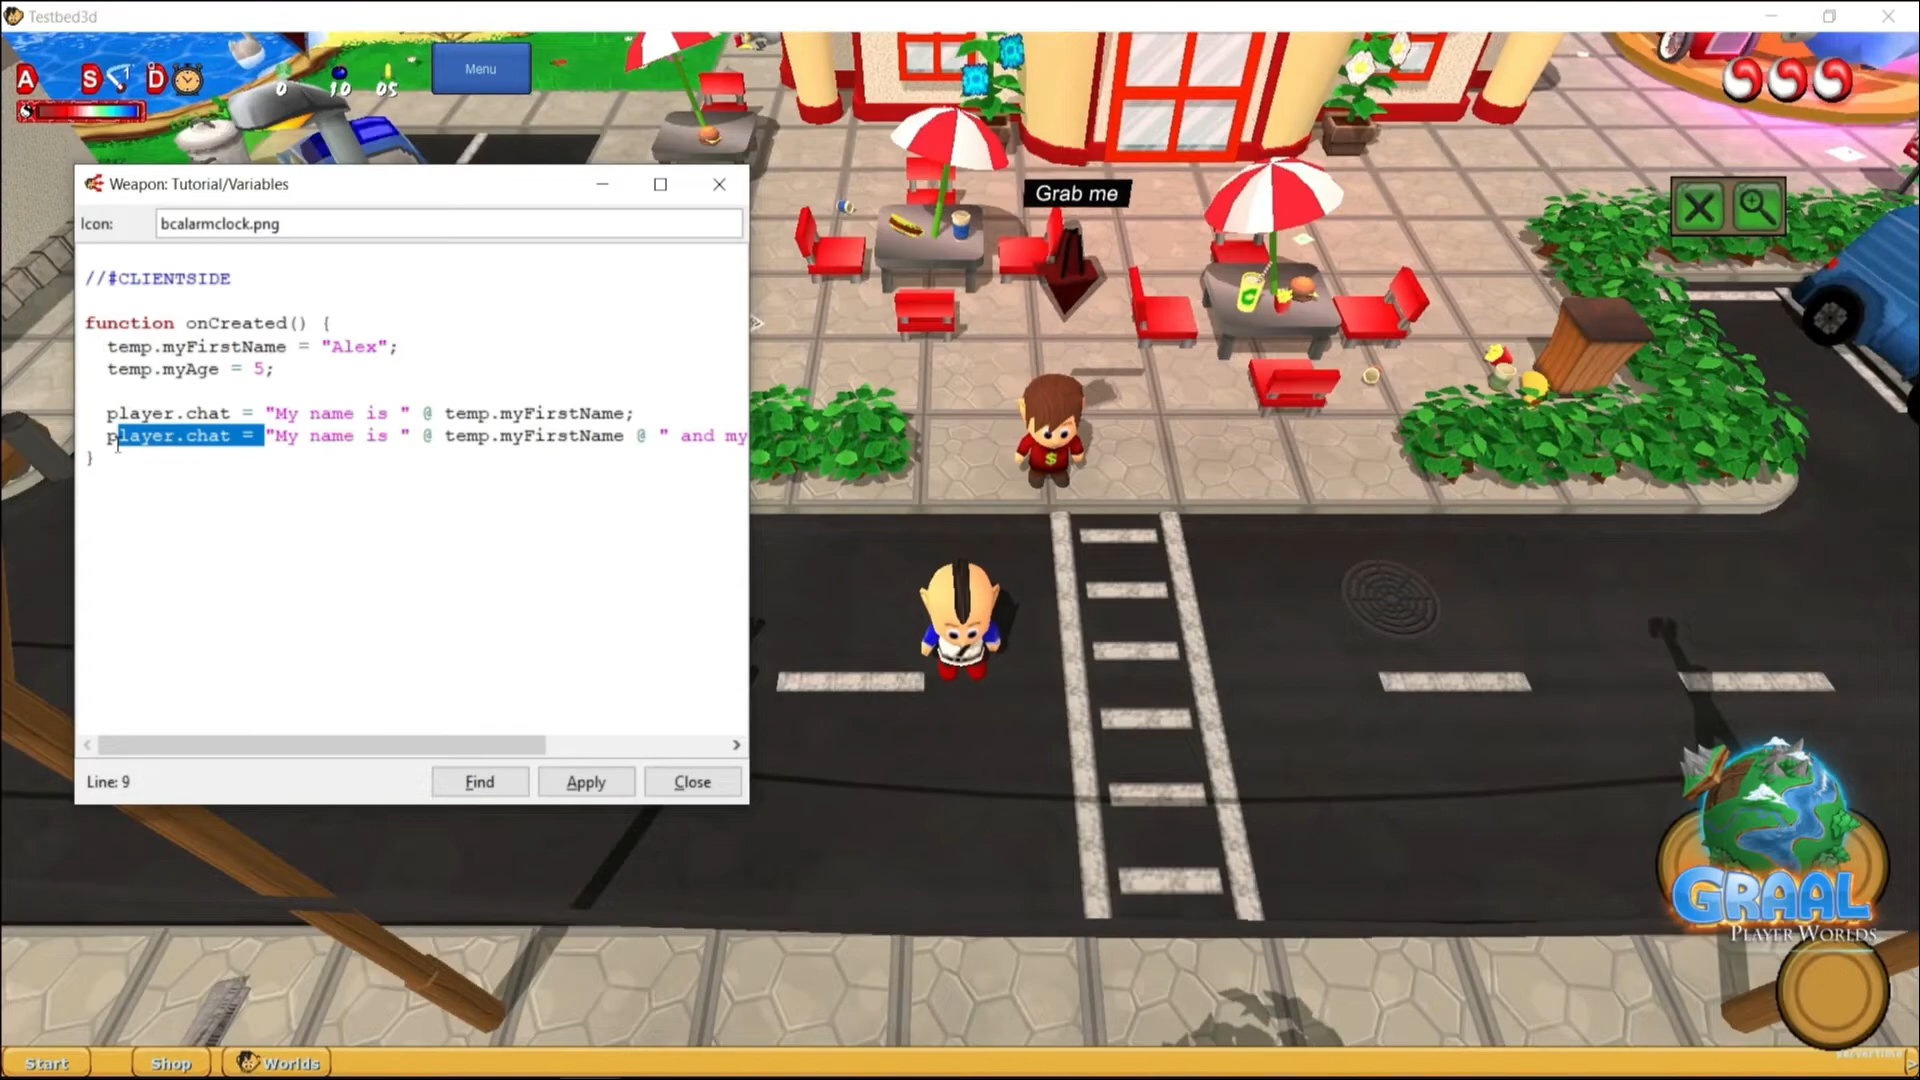 Testbed3d
A S D
0 10 05
Menu
Weapon: Tutorial/Variables
Icon: bcalarmclock.png
//#CLIENTSIDE
function onCreated() {
temp.myFirstName = "Alex";
temp.myAge = 5;
player.chat = "My name is " @ temp.myFirstName;
player.chat = "My name is " @ temp.myFirstName @ " and my
}
Line: 9
Find
Apply
Close
Grab me
$
GRAAL
PLAYER WORLDS
Start
Shop
Worlds
servertime